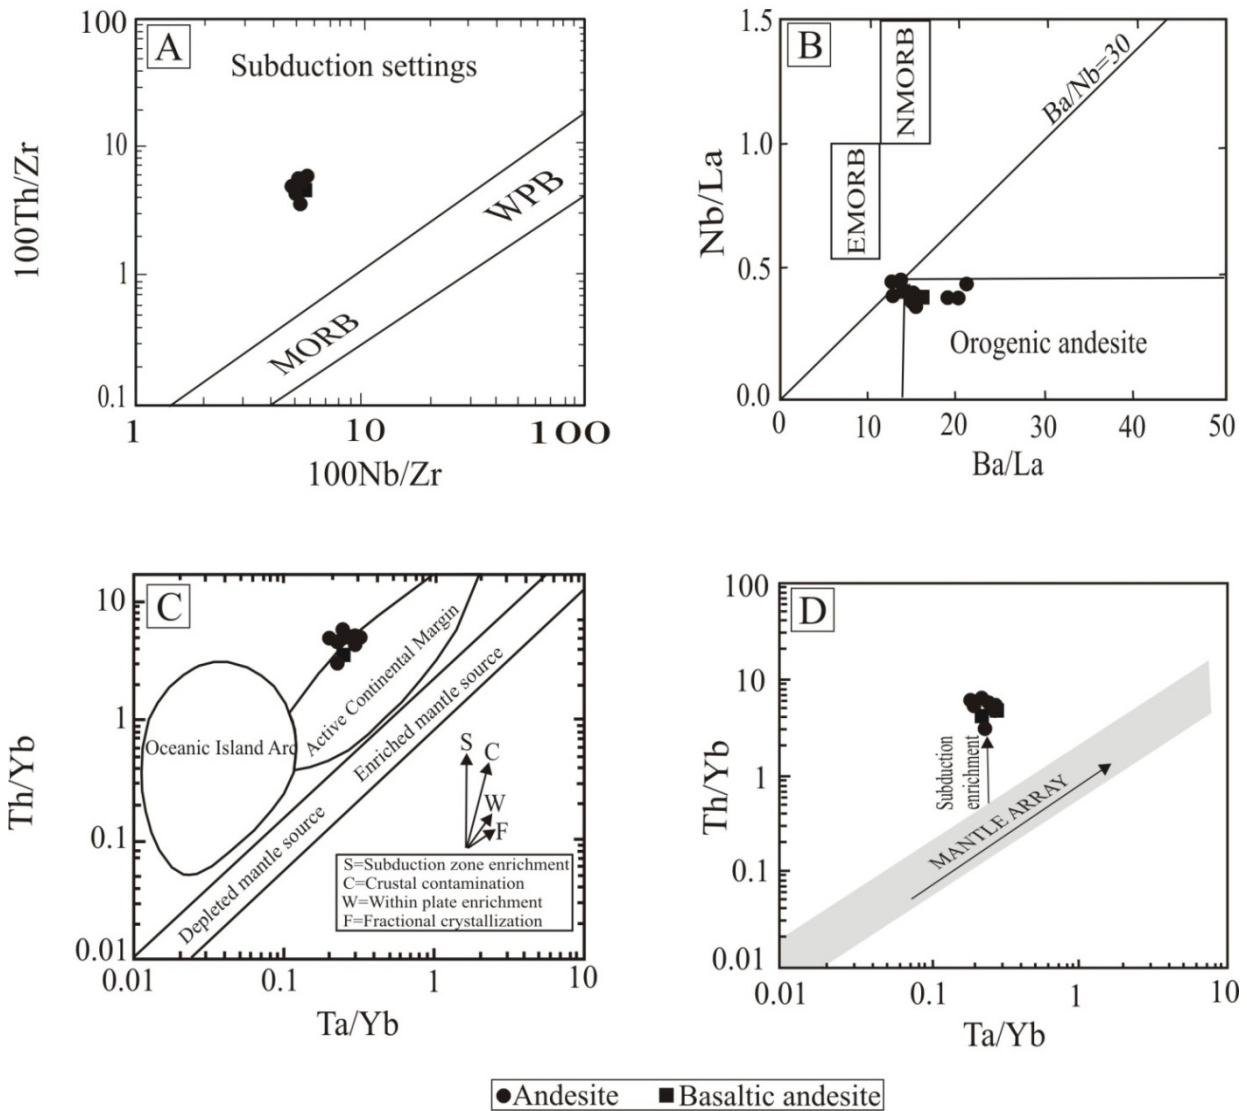 A
Subduction settings
100
10
1
0.1
100Th/Zr
MORB
WPB
1
10
100
100Nb/Zr
B
1.5
1.0
0.5
0.0
Nb/La
NMORB
EMORB
Ba/Nb=30
Orogenic andesite
0
10
20
30
40
50
Ba/La
C
10
1
0.1
0.01
Th/Yb
Oceanic Island Arc
Active Continental Margin
Enriched mantle source
Depleted mantle source
S
C
W
F
S=Subduction zone enrichment
C=Crustal contamination
W=Within plate enrichment
F=Fractional crystallization
0.01
0.1
1
10
Ta/Yb
D
100
10
1
0.1
0.01
Th/Yb
Subduction
enrichment
MANTLE ARRAY
0.01
0.1
1
10
Ta/Yb
Andesite
Basaltic andesite